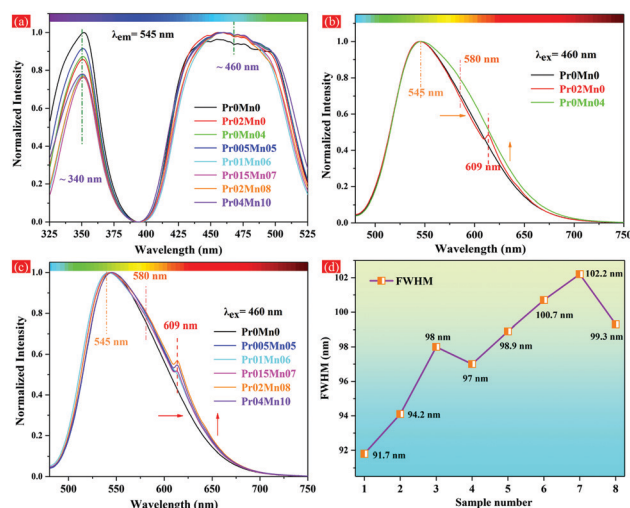 (a)
λem= 545 nm
~ 460 nm
~ 340 nm
Pr0Mn0
Pr02Mn0
Pr0Mn04
Pr005Mn05
Pr01Mn06
Pr015Mn07
Pr02Mn08
Pr04Mn10
Normalized Intensity
1.0
0.8
0.6
0.4
0.2
0.0
325 350 375 400 425 450 475 500 525
Wavelength (nm)
(b)
λex= 460 nm
580 nm
545 nm
609 nm
Pr0Mn0
Pr02Mn0
Pr0Mn04
Normalized Intensity
1.0
0.8
0.6
0.4
0.2
0.0
500 550 600 650 700 750
Wavelength (nm)
(c)
λex= 460 nm
580 nm
545 nm
609 nm
Pr0Mn0
Pr005Mn05
Pr01Mn06
Pr015Mn07
Pr02Mn08
Pr04Mn10
Normalized Intensity
1.0
0.8
0.6
0.4
0.2
0.0
500 550 600 650 700 750
Wavelength (nm)
(d)
FWHM
102.2 nm
100.7 nm
99.3 nm
98.9 nm
98 nm
97 nm
94.2 nm
91.7 nm
FWHM (nm)
102
100
98
96
94
92
1 2 3 4 5 6 7 8
Sample number